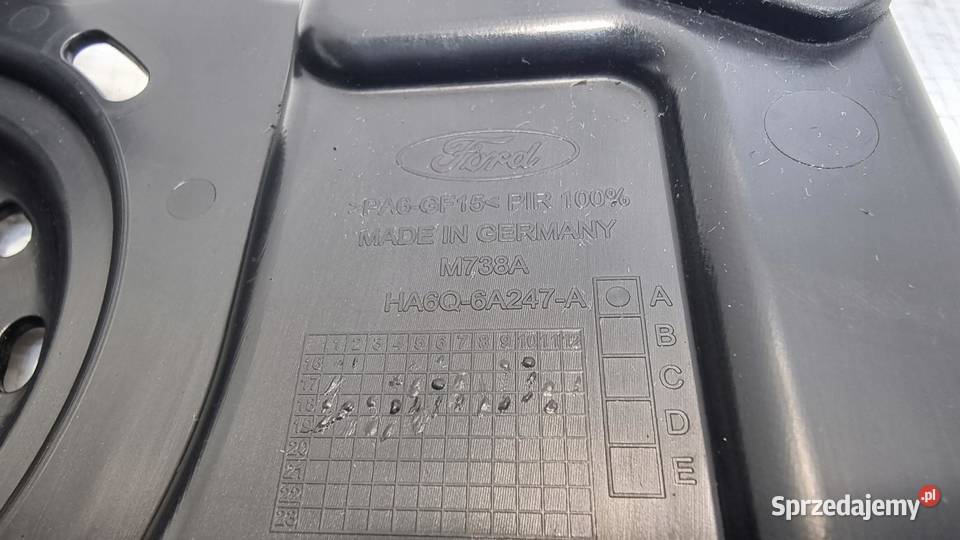 Ford
>PA6-GF15< PIR 100%
MADE IN GERMANY
M738A
HA6Q-6A247-A
A
B
C
D
E
1 2 3 4 5 6 7 8 9 10 11 12
16
17
18
19
20
21
22
23
Sprzedajemy.pl